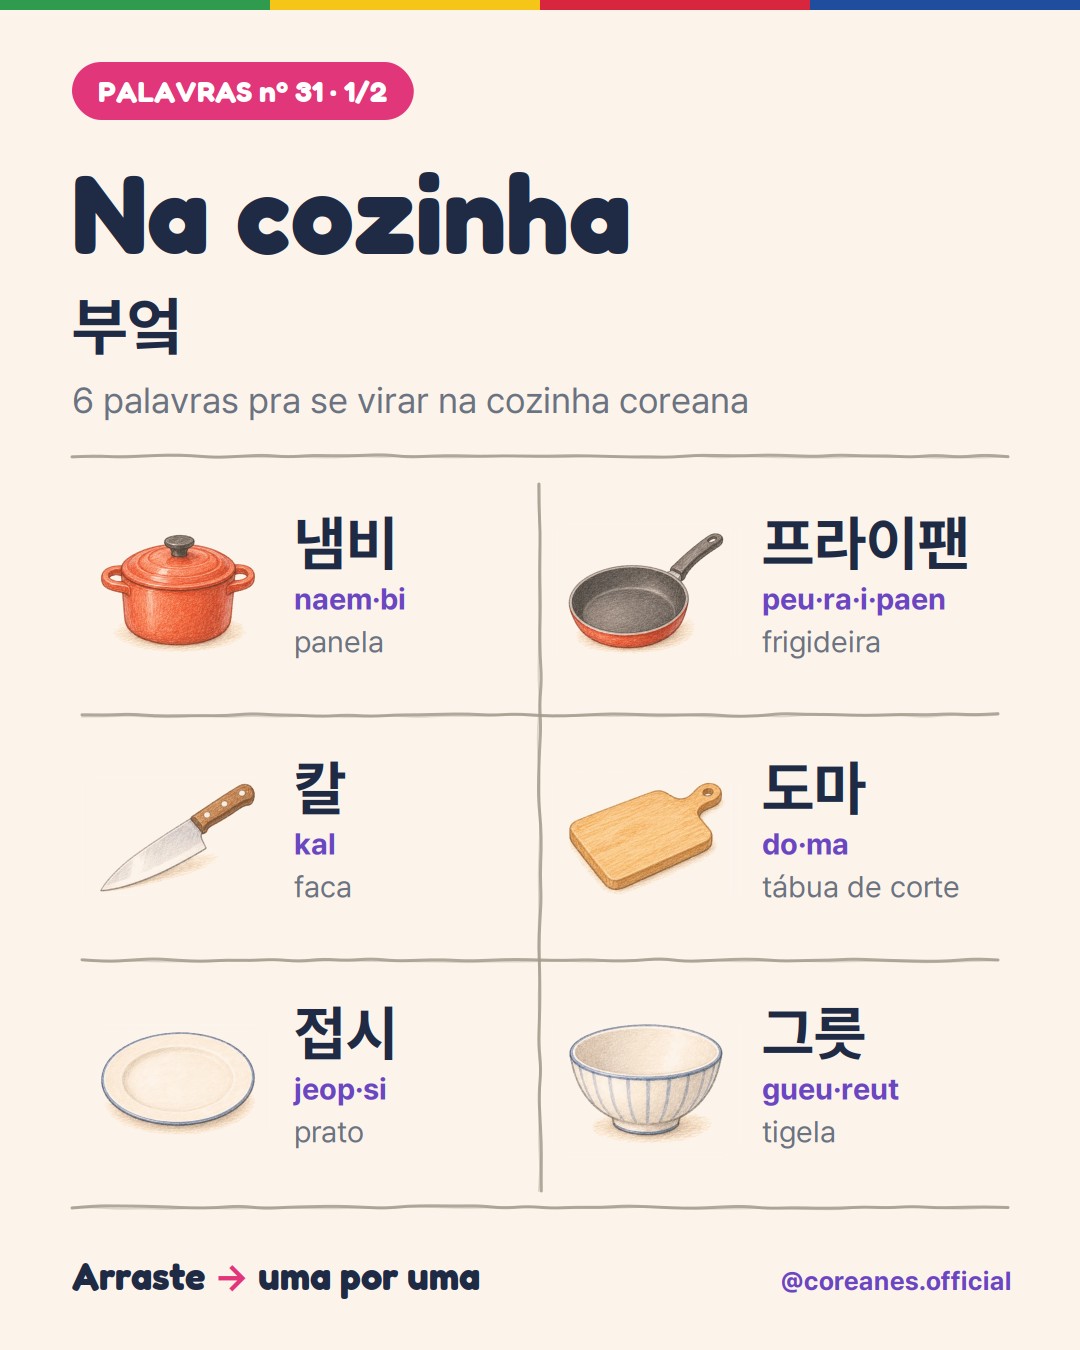 PALAVRAS nº 31 · 1/2
Na cozinha
부엌
6 palavras pra se virar na cozinha coreana
냄비
naem·bi
panela
프라이팬
peu·ra·i·paen
frigideira
칼
kal
faca
도마
do·ma
tábua de corte
접시
jeop·si
prato
그릇
gueu·reut
tigela
Arraste → uma por uma
@coreanes.official